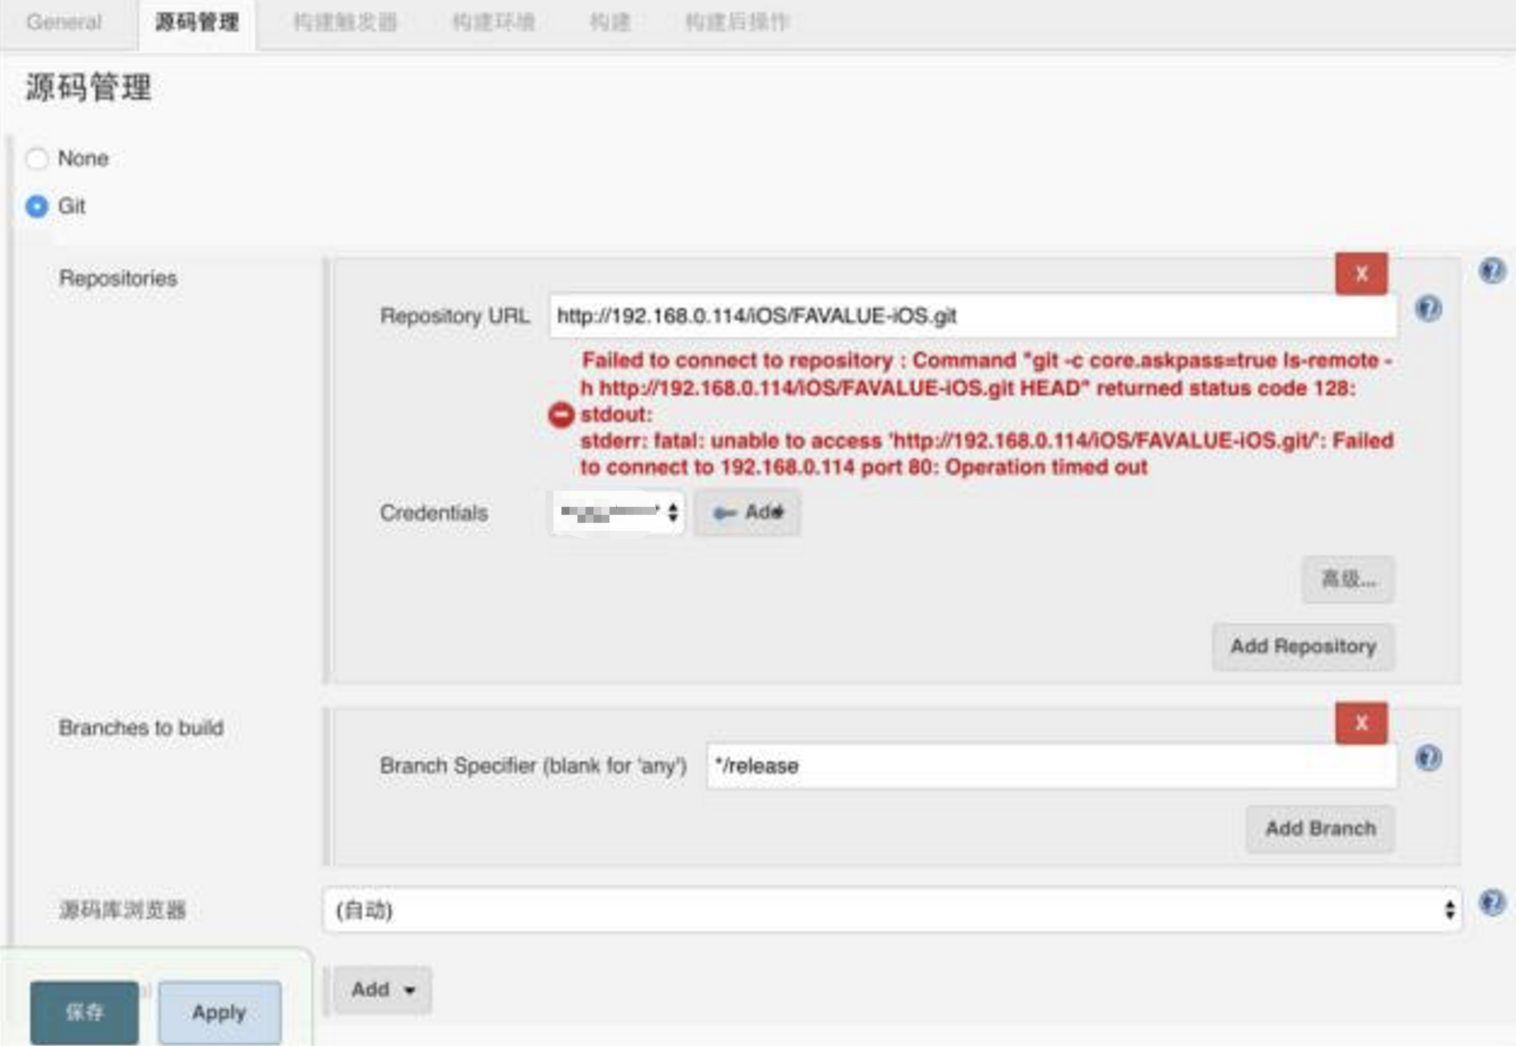 General 源码管理 构建触发器 构建环境 构建 构建后操作
源码管理
None
Git
Repositories
X
Repository URL http://192.168.0.114/iOS/FAVALUE-iOS.git
Failed to connect to repository : Command "git -c core.askpass=true ls-remote -
h http://192.168.0.114/iOS/FAVALUE-iOS.git HEAD" returned status code 128:
stdout:
stderr: fatal: unable to access 'http://192.168.0.114/iOS/FAVALUE-iOS.git/': Failed
to connect to 192.168.0.114 port 80: Operation timed out
Credentials Add
高级...
Add Repository
Branches to build
X
Branch Specifier (blank for 'any') */release
Add Branch
源码库浏览器 (自动)
Add
保存 Apply